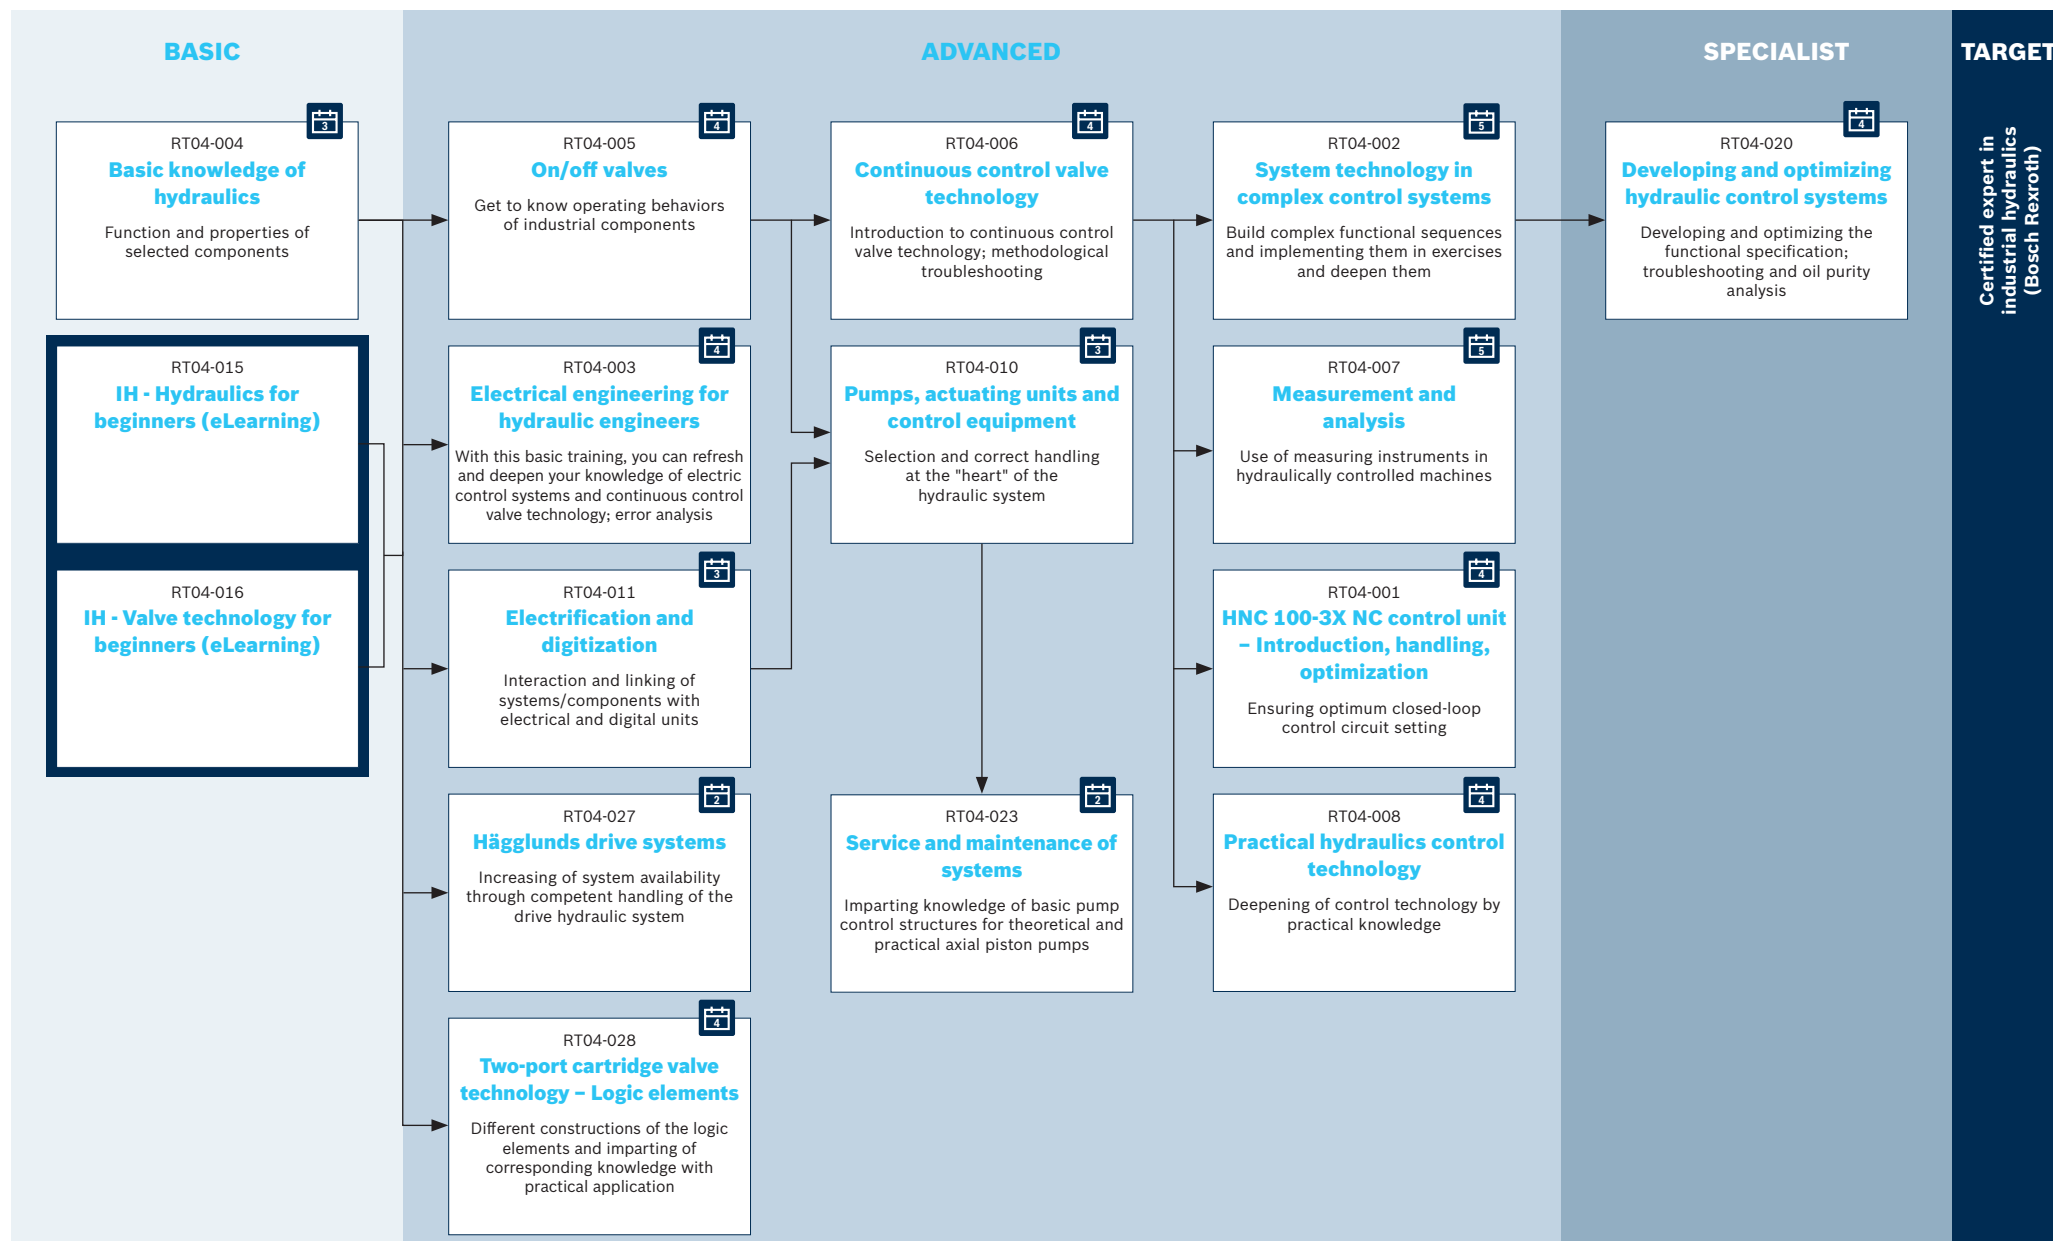 BASIC
ADVANCED
SPECIALIST
TARGET
3
RT04-004
Basic knowledge of
hydraulics
Function and properties of
selected components
RT04-015
IH - Hydraulics for
beginners (eLearning)
RT04-016
IH - Valve technology for
beginners (eLearning)
4
RT04-005
On/off valves
Get to know operating behaviors
of industrial components
4
RT04-003
Electrical engineering for
hydraulic engineers
With this basic training, you can refresh
and deepen your knowledge of electric
control systems and continuous control
valve technology; error analysis
3
RT04-011
Electrification and
digitization
Interaction and linking of
systems/components with
electrical and digital units
2
RT04-027
Hägglunds drive systems
Increasing of system availability
through competent handling of the
drive hydraulic system
4
RT04-028
Two-port cartridge valve
technology – Logic elements
Different constructions of the logic
elements and imparting of
corresponding knowledge with
practical application
4
RT04-006
Continuous control valve
technology
Introduction to continuous control
valve technology; methodological
troubleshooting
3
RT04-010
Pumps, actuating units and
control equipment
Selection and correct handling
at the "heart" of the
hydraulic system
2
RT04-023
Service and maintenance of
systems
Imparting knowledge of basic pump
control structures for theoretical and
practical axial piston pumps
5
RT04-002
System technology in
complex control systems
Build complex functional sequences
and implementing them in exercises
and deepen them
5
RT04-007
Measurement and
analysis
Use of measuring instruments in
hydraulically controlled machines
4
RT04-001
HNC 100-3X NC control unit
– Introduction, handling,
optimization
Ensuring optimum closed-loop
control circuit setting
4
RT04-008
Practical hydraulics control
technology
Deepening of control technology by
practical knowledge
4
RT04-020
Developing and optimizing
hydraulic control systems
Developing and optimizing the
functional specification;
troubleshooting and oil purity
analysis
Certified expert in
industrial hydraulics
(Bosch Rexroth)